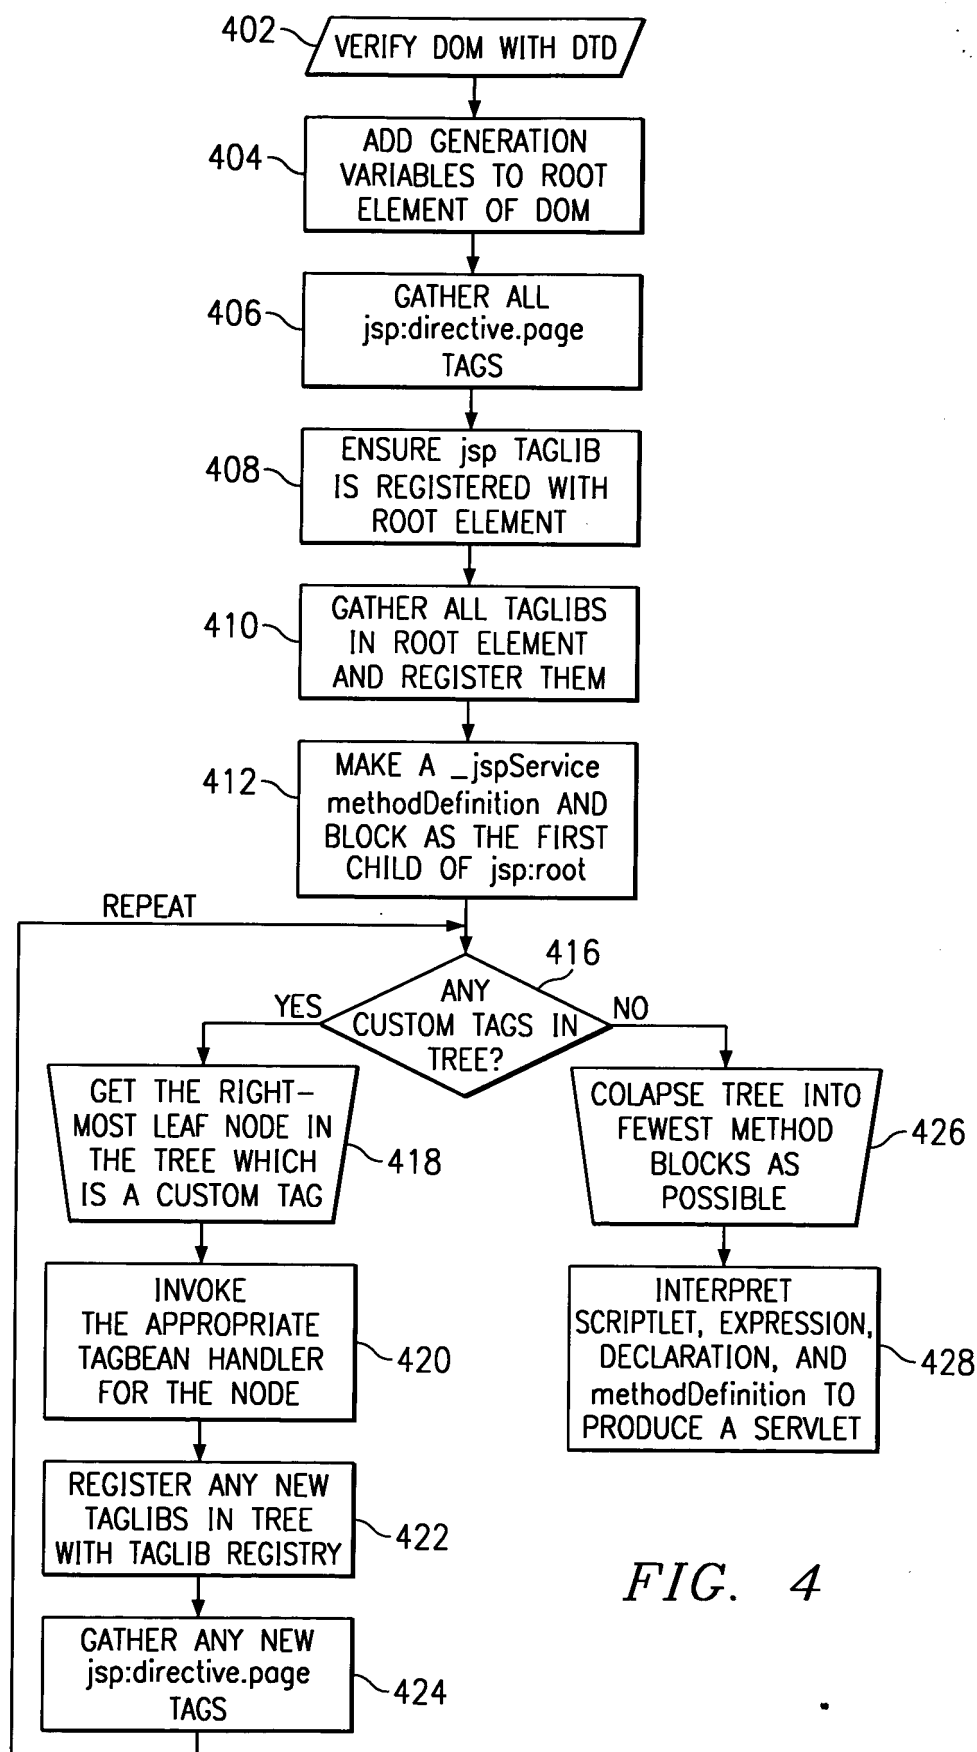 402
VERIFY DOM WITH DTD
404
ADD GENERATION
VARIABLES TO ROOT
ELEMENT OF DOM
406
GATHER ALL
jsp:directive.page
TAGS
408
ENSURE jsp TAGLIB
IS REGISTERED WITH
ROOT ELEMENT
410
GATHER ALL TAGLIBS
IN ROOT ELEMENT
AND REGISTER THEM
412
MAKE A _jspService
methodDefinition AND
BLOCK AS THE FIRST
CHILD OF jsp:root
REPEAT
416
ANY
CUSTOM TAGS IN
TREE?
YES
NO
GET THE RIGHT-
MOST LEAF NODE IN
THE TREE WHICH
IS A CUSTOM TAG
418
COLAPSE TREE INTO
FEWEST METHOD
BLOCKS AS
POSSIBLE
426
INVOKE
THE APPROPRIATE
TAGBEAN HANDLER
FOR THE NODE
420
INTERPRET
SCRIPTLET, EXPRESSION,
DECLARATION, AND
methodDefinition TO
PRODUCE A SERVLET
428
REGISTER ANY NEW
TAGLIBS IN TREE
WITH TAGLIB REGISTRY
422
GATHER ANY NEW
jsp:directive.page
TAGS
424
FIG. 4